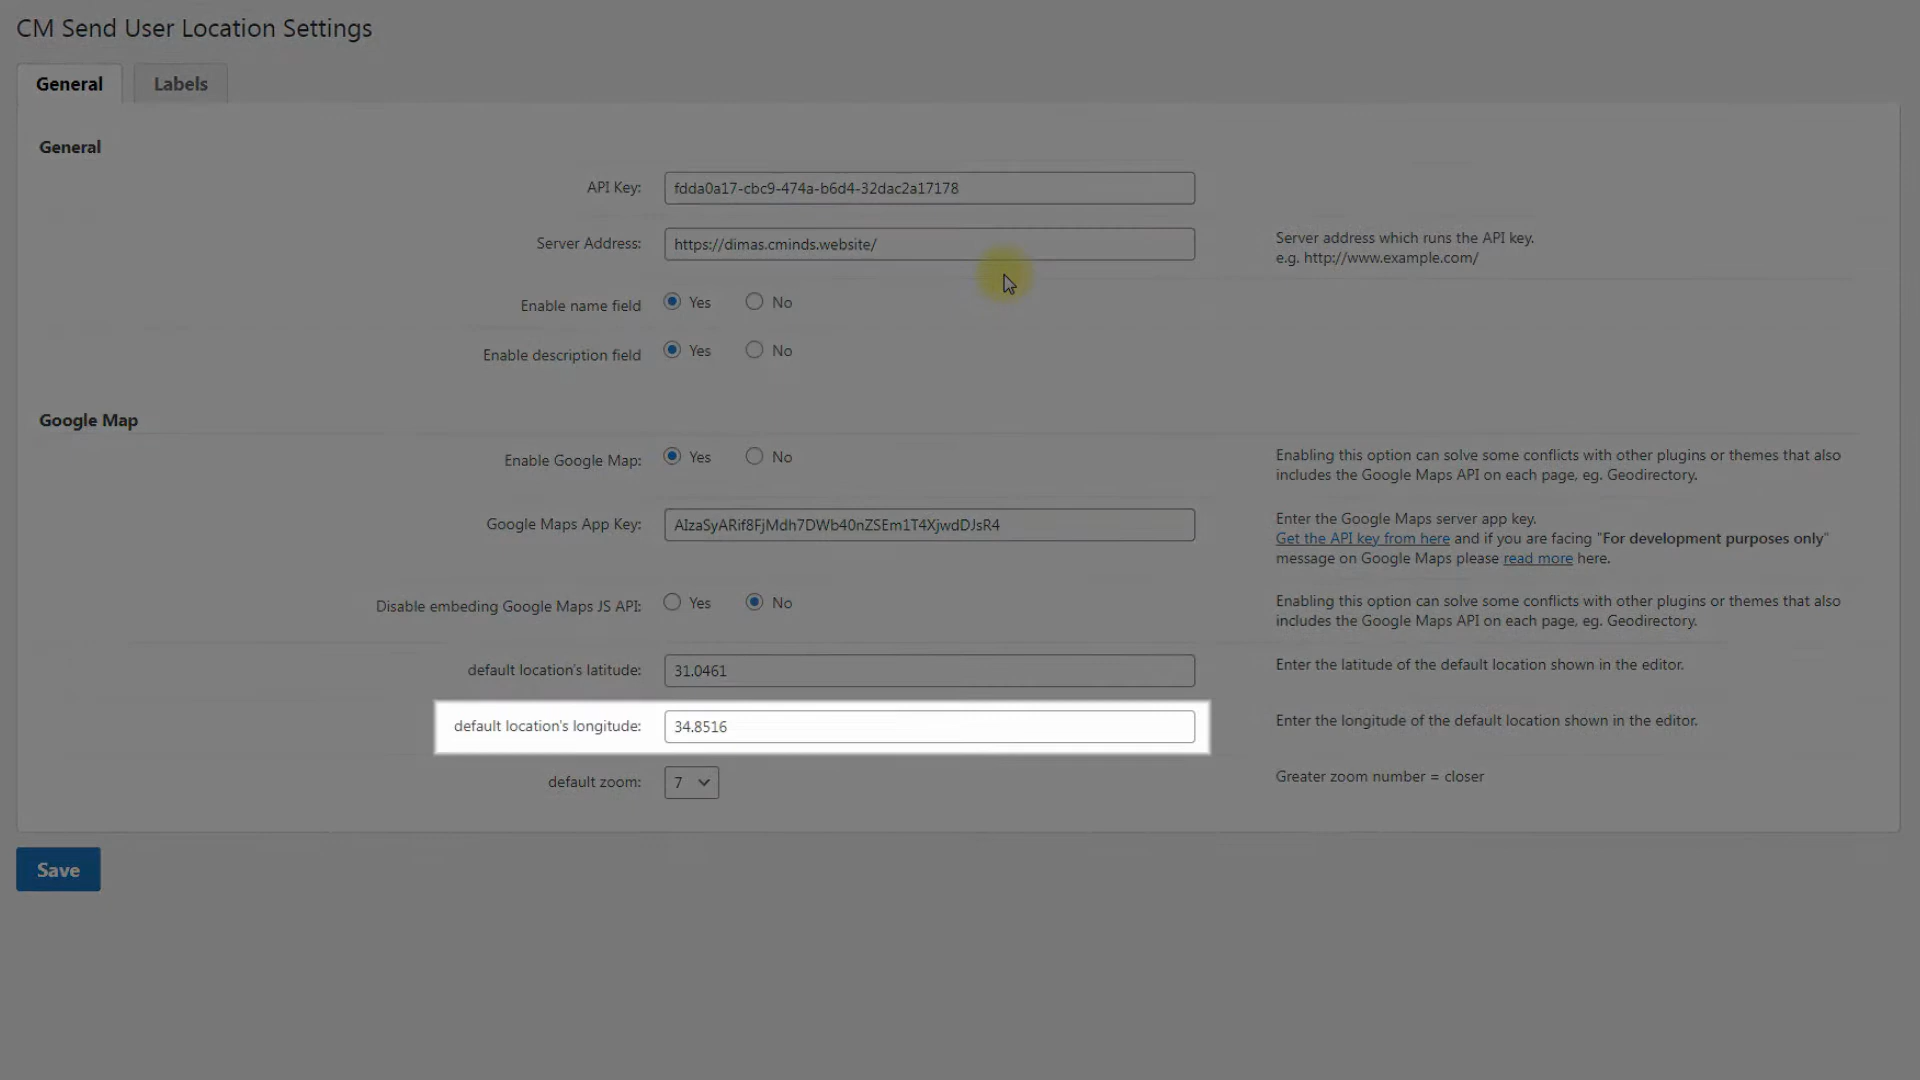 CM Send User Location Settings
General
Labels
General
API Key:
fdda0a17-cbc9-474a-b6d4-32dac2a17178
Server Address:
https://dimas.cminds.website/
Server address which runs the API key.
e.g. http://www.example.com/
Enable name field
Yes
No
Enable description field
Yes
No
Google Map
Enable Google Map:
Yes
No
Enabling this option can solve some conflicts with other plugins or themes that also
includes the Google Maps API on each page, eg. Geodirectory.
Google Maps App Key:
AIzaSyARif8FjMdh7DWb40nZSEm1T4XjwdDJsR4
Enter the Google Maps server app key.
Get the API key from here and if you are facing "For development purposes only"
message on Google Maps please read more here.
Disable embeding Google Maps JS API:
Yes
No
Enabling this option can solve some conflicts with other plugins or themes that also
includes the Google Maps API on each page, eg. Geodirectory.
default location's latitude:
31.0461
Enter the latitude of the default location shown in the editor.
default location's longitude:
34.8516
Enter the longitude of the default location shown in the editor.
default zoom:
7
Greater zoom number = closer
Save